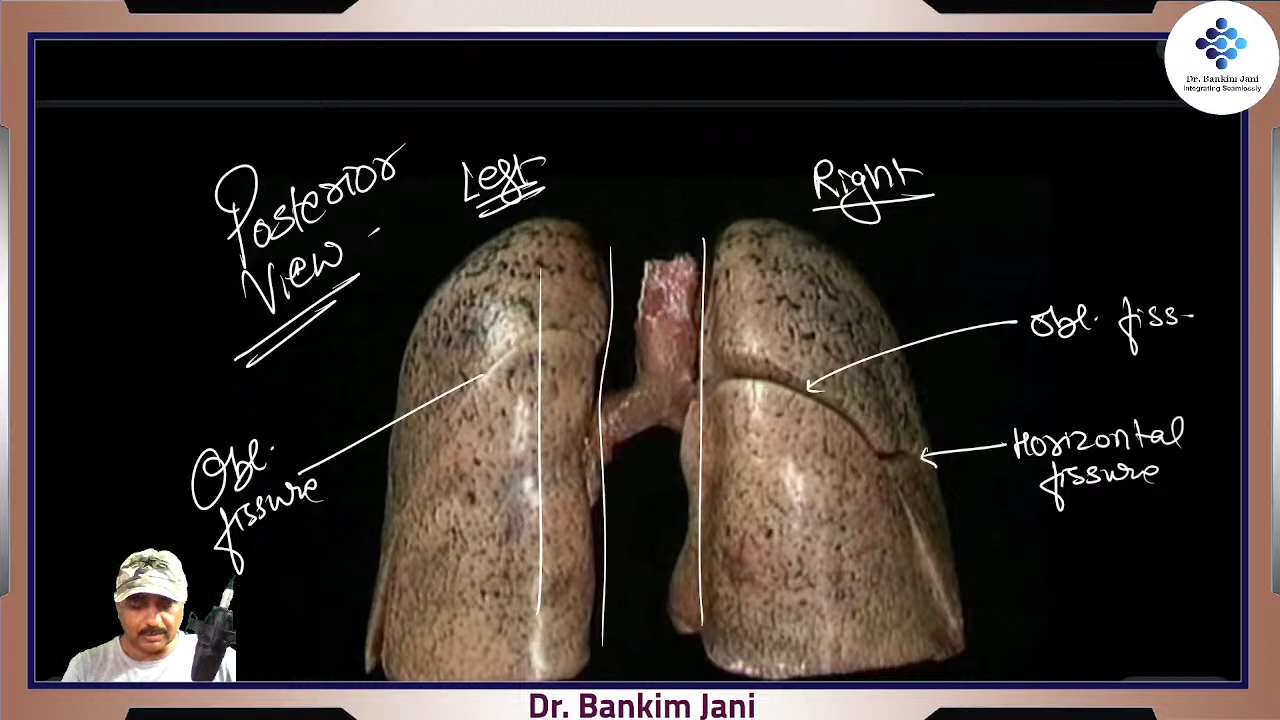 Dr. Bankim Jani
Integrating Seamlessly
Posterior
View
Left
Right
Obl. fiss-
Horizontal
fissure
Obl.
fissure
Dr. Bankim Jani